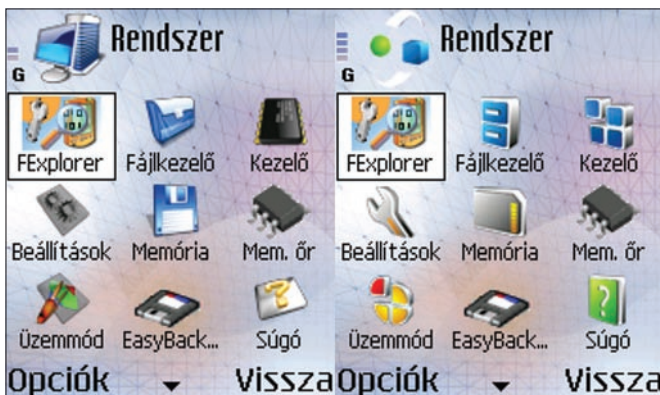 Rendszer
G
FExplorer Fájlkezelő Kezelő
Beállítások Memória Mem. őr
Üzemmód EasyBack... Súgó
Opciók Vissza
Rendszer
G
FExplorer Fájlkezelő Kezelő
Beállítások Memória Mem. őr
Üzemmód EasyBack... Súgó
Opciók Vissza